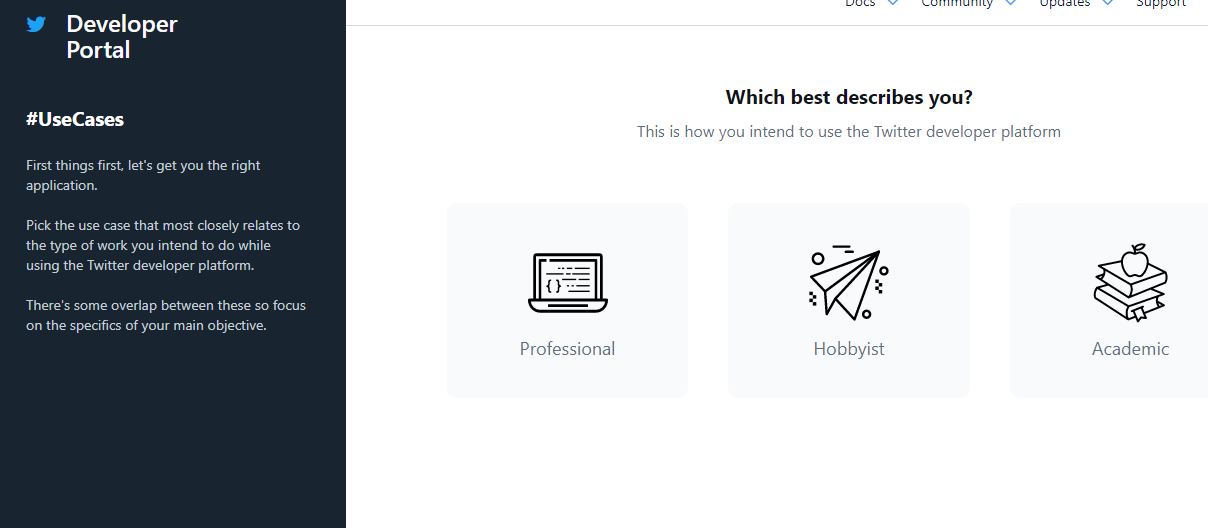 Developer
Portal
#UseCases
First things first, let's get you the right
application.
Pick the use case that most closely relates to
the type of work you intend to do while
using the Twitter developer platform.
There's some overlap between these so focus
on the specifics of your main objective.
Docs Community Updates Support
Which best describes you?
This is how you intend to use the Twitter developer platform
{}
Professional
Hobbyist
Academic